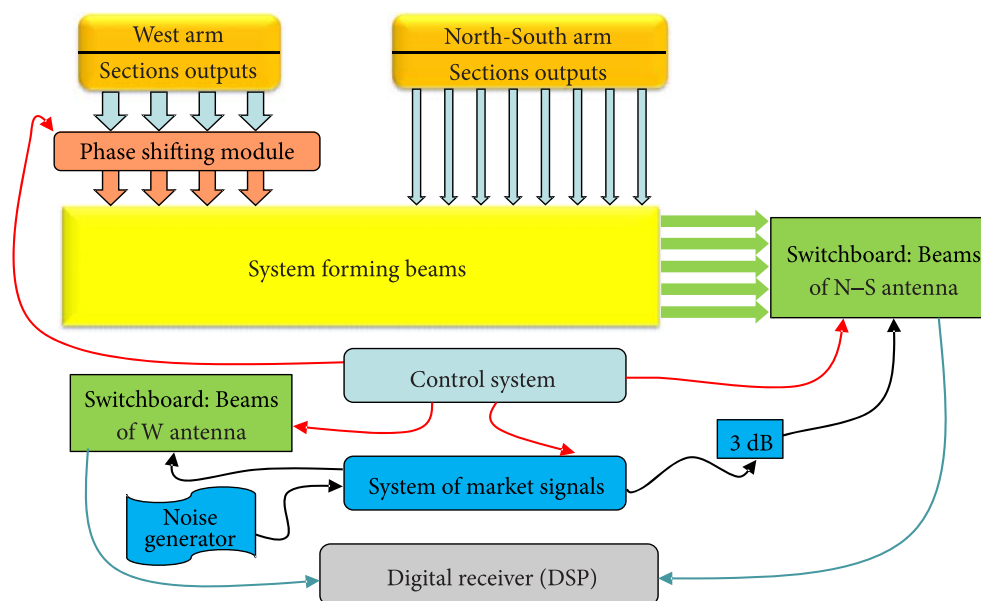 West arm
Sections outputs
North-South arm
Sections outputs
Phase shifting module
System forming beams
Switchboard: Beams
of N–S antenna
Control system
Switchboard: Beams
of W antenna
3 dB
System of market signals
Noise
generator
Digital receiver (DSP)